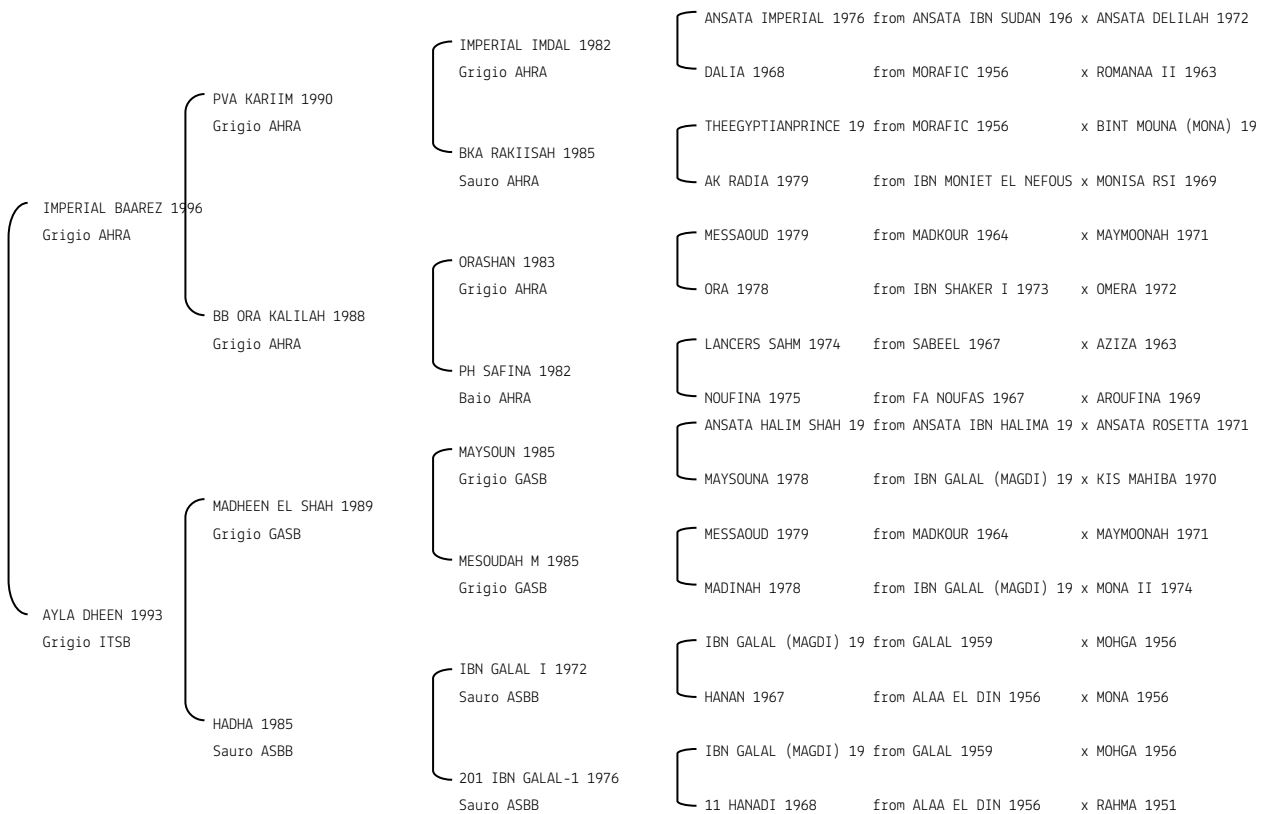 ANSATA IMPERIAL 1976 from ANSATA IBN SUDAN 196 x ANSATA DELILAH 1972
IMPERIAL IMDAL 1982
Grigio AHRA
DALIA 1968 from MORAFIC 1956 x ROMANAA II 1963
PVA KARIIM 1990
Grigio AHRA
THEEGYPTIANPRINCE 19 from MORAFIC 1956 x BINT MOUNA (MONA) 19
BKA RAKIISAH 1985
Sauro AHRA
AK RADIA 1979 from IBN MONIET EL NEFOUS x MONISA RSI 1969
IMPERIAL BAAREZ 1996
Grigio AHRA
MESSAOUD 1979 from MADKOUR 1964 x MAYMOONAH 1971
ORASHAN 1983
Grigio AHRA
ORA 1978 from IBN SHAKER I 1973 x OMERA 1972
BB ORA KALILAH 1988
Grigio AHRA
LANCERS SAHM 1974 from SABEEL 1967 x AZIZA 1963
PH SAFINA 1982
Baio AHRA
NOUFINA 1975 from FA NOUFAS 1967 x AROUFINA 1969
ANSATA HALIM SHAH 19 from ANSATA IBN HALIMA 19 x ANSATA ROSETTA 1971
MAYSOUN 1985
Grigio GASB
MAYSOUNA 1978 from IBN GALAL (MAGDI) 19 x KIS MAHIBA 1970
MADHEEN EL SHAH 1989
Grigio GASB
MESSAOUD 1979 from MADKOUR 1964 x MAYMOONAH 1971
MESOUDAH M 1985
Grigio GASB
MADINAH 1978 from IBN GALAL (MAGDI) 19 x MONA II 1974
AYLA DHEEN 1993
Grigio ITSB
IBN GALAL (MAGDI) 19 from GALAL 1959 x MOHGA 1956
IBN GALAL I 1972
Sauro ASBB
HANAN 1967 from ALAA EL DIN 1956 x MONA 1956
HADHA 1985
Sauro ASBB
IBN GALAL (MAGDI) 19 from GALAL 1959 x MOHGA 1956
201 IBN GALAL-1 1976
Sauro ASBB
11 HANADI 1968 from ALAA EL DIN 1956 x RAHMA 1951